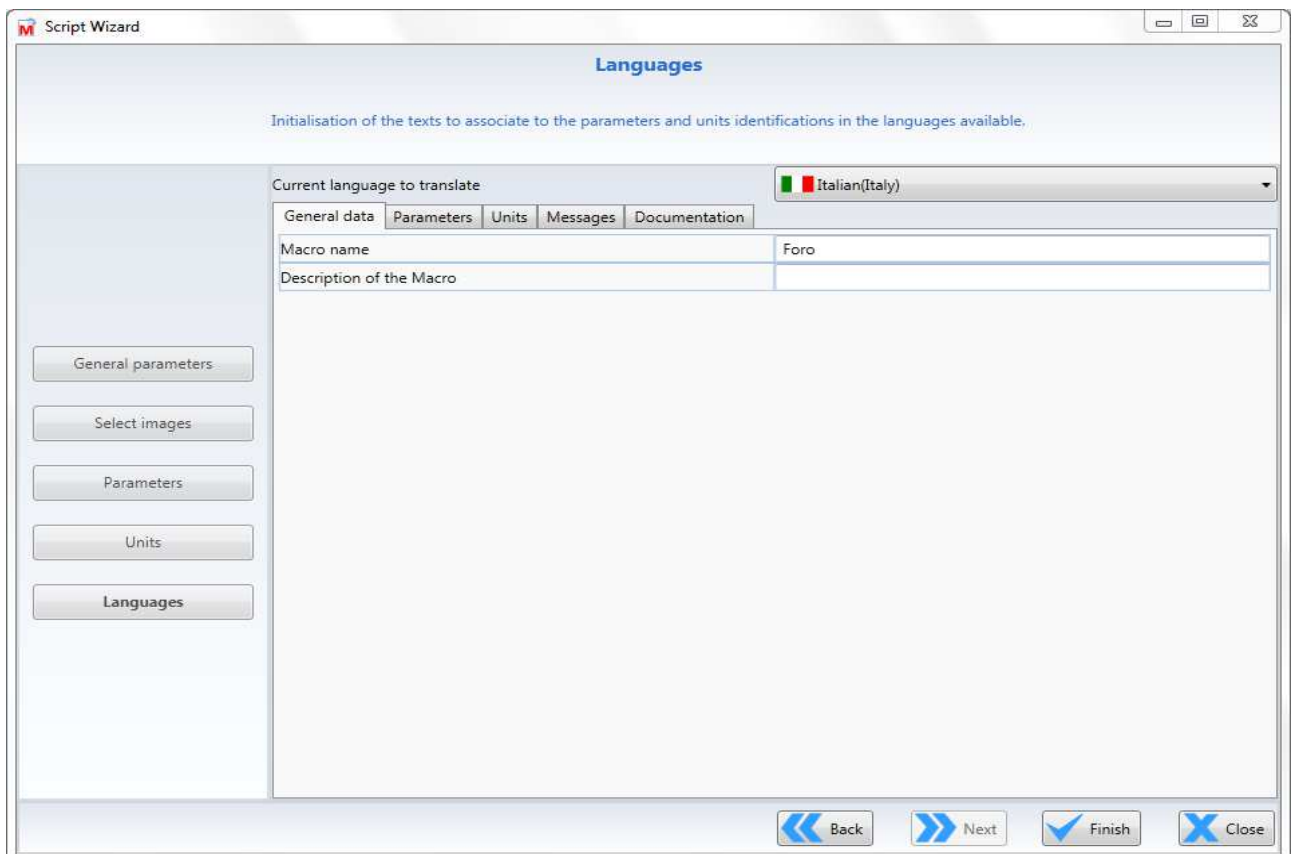 Script Wizard
Languages
Initialisation of the texts to associate to the parameters and units identifications in the languages available.
Current language to translate
Italian(Italy)
General data Parameters Units Messages Documentation
Macro name
Foro
Description of the Macro
General parameters
Select images
Parameters
Units
Languages
Back Next Finish Close